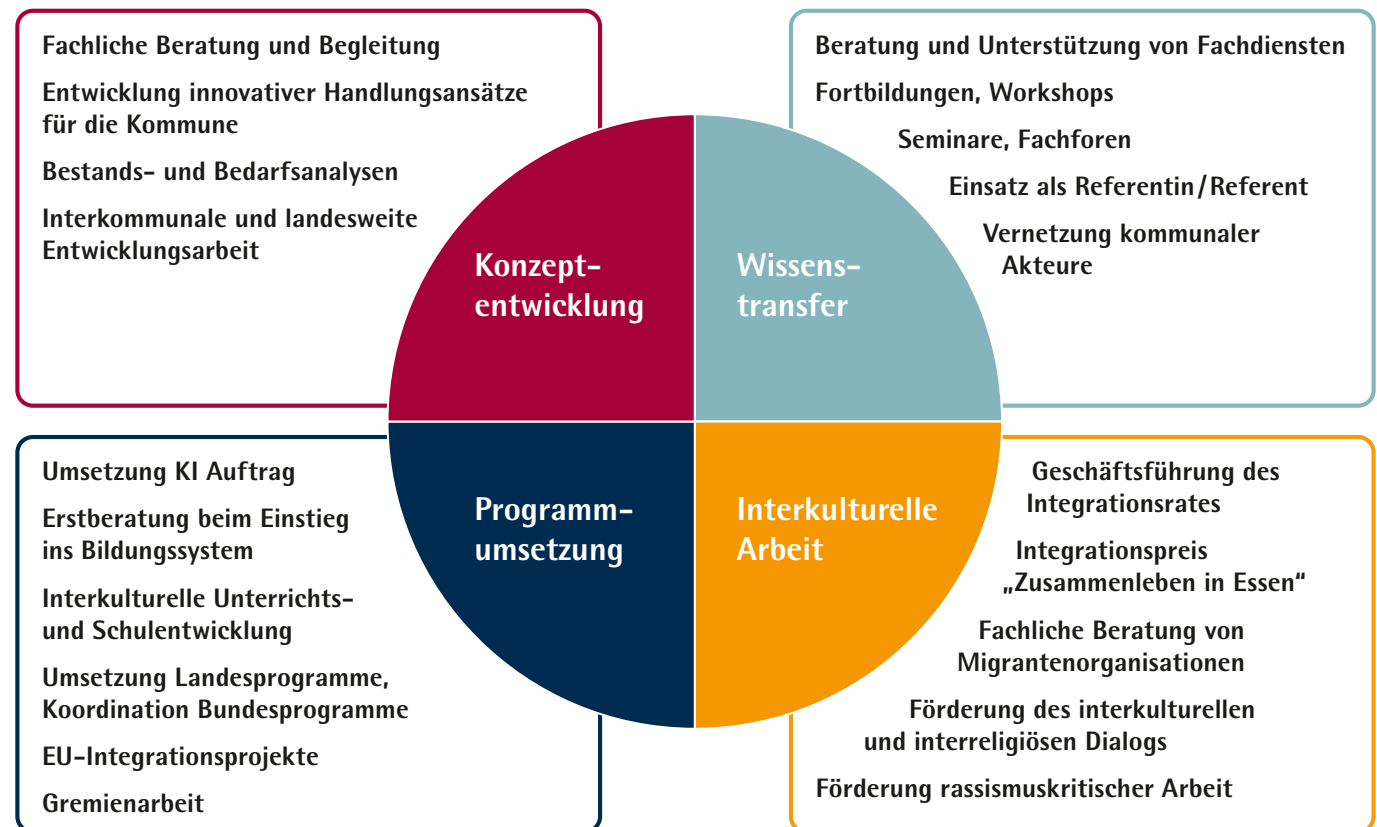 Fachliche Beratung und Begleitung
Entwicklung innovativer Handlungsansätze
für die Kommune
Bestands- und Bedarfsanalysen
Interkommunale und landesweite
Entwicklungsarbeit
Konzept-
entwicklung
Beratung und Unterstützung von Fachdiensten
Fortbildungen, Workshops
Seminare, Fachforen
Einsatz als Referentin/Referent
Vernetzung kommunaler
Akteure
Wissens-
transfer
Umsetzung KI Auftrag
Erstberatung beim Einstieg
ins Bildungssystem
Interkulturelle Unterrichts-
und Schulentwicklung
Umsetzung Landesprogramme,
Koordination Bundesprogramme
EU-Integrationsprojekte
Gremienarbeit
Programm-
umsetzung
Interkulturelle
Arbeit
Geschäftsführung des
Integrationsrates
Integrationspreis
„Zusammenleben in Essen“
Fachliche Beratung von
Migrantenorganisationen
Förderung des interkulturellen
und interreligiösen Dialogs
Förderung rassismuskritischer Arbeit